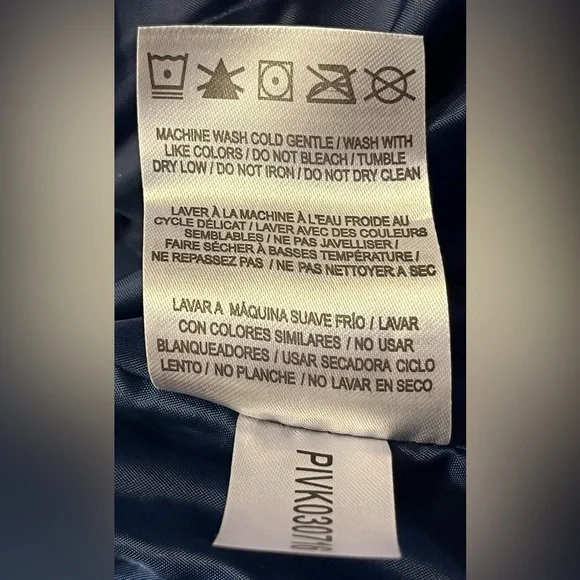 MACHINE WASH COLD GENTLE / WASH WITH
LIKE COLORS / DO NOT BLEACH / TUMBLE
DRY LOW / DO NOT IRON / DO NOT DRY CLEAN
LAVER À LA MACHINE À L'EAU FROIDE AU
CYCLE DÉLICAT / LAVER AVEC DES COULEURS
SEMBLABLES / NE PAS JAVELLISER /
FAIRE SÉCHER À BASSES TEMPÉRATURE /
NE REPASSEZ PAS / NE PAS NETTOYER A SEC
LAVAR A MÁQUINA SUAVE FRÍO / LAVAR
CON COLORES SIMILARES / NO USAR
BLANQUEADORES / USAR SECADORA CICLO
LENTO / NO PLANCHE / NO LAVAR EN SECO
PIVK03076